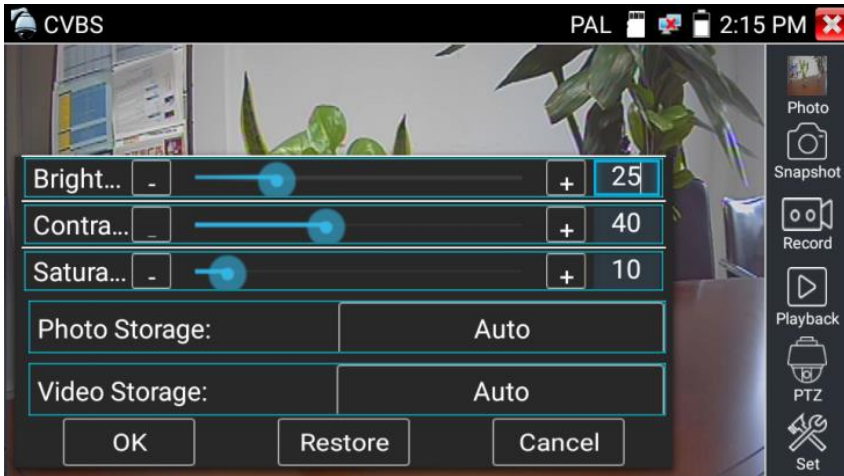 CVBS PAL 2:15 PM
Photo
Snapshot
Record
Playback
PTZ
Set
Bright... - + 25
Contra... - + 40
Satura... - + 10
Photo Storage: Auto
Video Storage: Auto
OK Restore Cancel